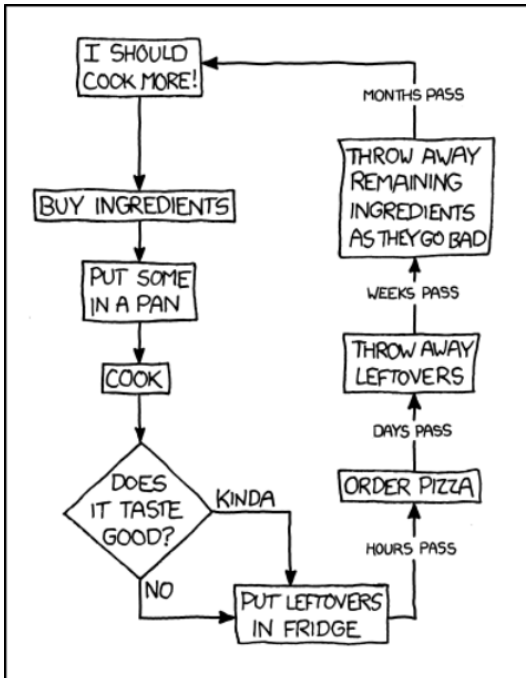 I SHOULD
COOK MORE!
BUY INGREDIENTS
PUT SOME
IN A PAN
COOK
DOES
IT TASTE
GOOD?
KINDA
NO
PUT LEFTOVERS
IN FRIDGE
HOURS PASS
ORDER PIZZA
DAYS PASS
THROW AWAY
LEFTOVERS
WEEKS PASS
THROW AWAY
REMAINING
INGREDIENTS
AS THEY GO BAD
MONTHS PASS